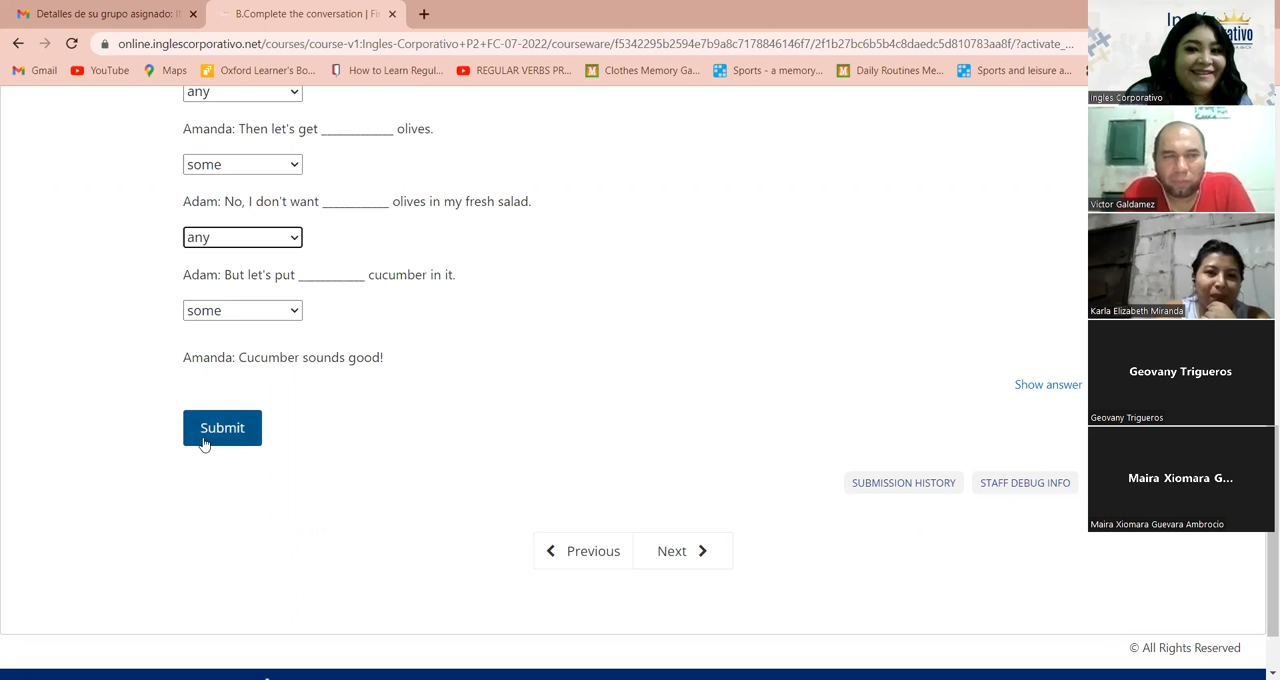 Detalles de su grupo asignado: I
B.Complete the conversation | Fi
online.inglescorporativo.net/courses/course-v1:Ingles-Corporativo+P2+FC-07-2022/courseware/f5342295b2594e7b9a8c7178846146f7/2f1b27bc6b5b4c8daedc5d810783aa8f/?activate_...
Gmail YouTube Maps Oxford Learner's Bo... How to Learn Regul... REGULAR VERBS PR... Clothes Memory Ga... Sports - a memory... Daily Routines Me... Sports and leisure a...
any
Amanda: Then let's get ____________ olives.
some
Adam: No, I don't want ___________ olives in my fresh salad.
any
Adam: But let's put ___________ cucumber in it.
some
Amanda: Cucumber sounds good!
Show answer
Submit
SUBMISSION HISTORY STAFF DEBUG INFO
Previous Next
© All Rights Reserved
Ingles Corporativo
Víctor Galdamez
Karla Elizabeth Miranda
Geovany Trigueros
Geovany Trigueros
Maira Xiomara G...
Maira Xiomara Guevara Ambrocio